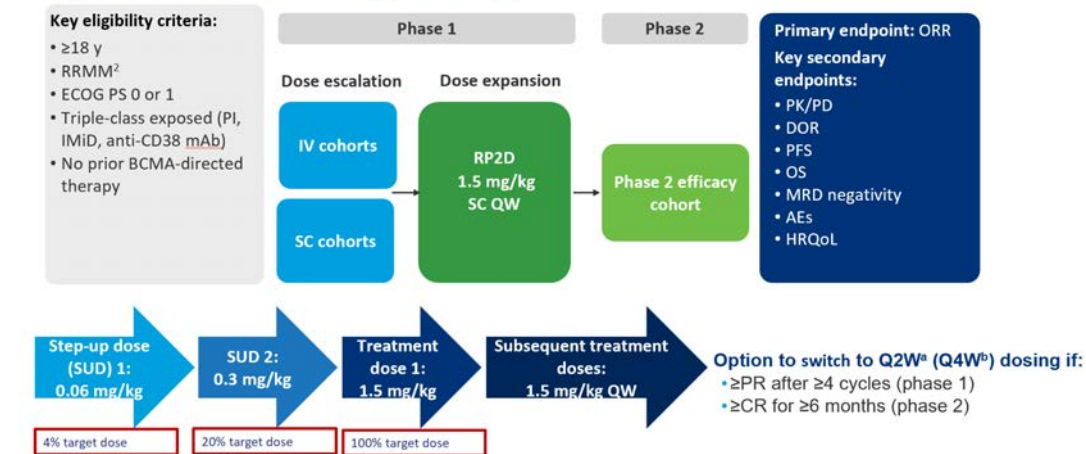 Key eligibility criteria:
• ≥18 y
• RRMM²
• ECOG PS 0 or 1
• Triple-class exposed (PI,
IMiD, anti-CD38 mAb)
• No prior BCMA-directed
therapy
Phase 1
Phase 2
Dose escalation
Dose expansion
IV cohorts
SC cohorts
RP2D
1.5 mg/kg
SC QW
Phase 2 efficacy
cohort
Primary endpoint: ORR
Key secondary
endpoints:
• PK/PD
• DOR
• PFS
• OS
• MRD negativity
• AEs
• HRQoL
Step-up dose
(SUD) 1:
0.06 mg/kg
SUD 2:
0.3 mg/kg
Treatment
dose 1:
1.5 mg/kg
Subsequent treatment
doses:
1.5 mg/kg QW
Option to switch to Q2Wᵃ (Q4Wᵇ) dosing if:
•≥PR after ≥4 cycles (phase 1)
•≥CR for ≥6 months (phase 2)
4% target dose
20% target dose
100% target dose